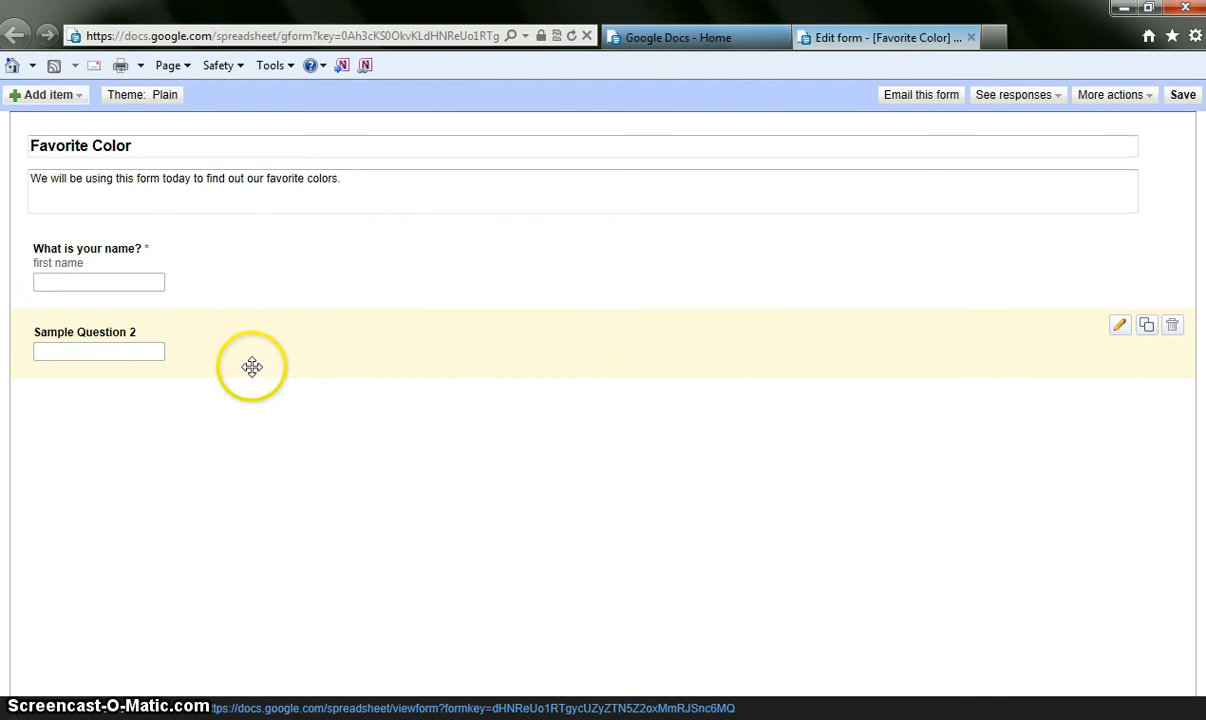 https://docs.google.com/spreadsheet/gform?key=0Ah3cKS0OkvKLdHNReUo1RTg
Google Docs - Home
Edit form - [Favorite Color] ...
Page
Safety
Tools
Add item
Theme: Plain
Email this form
See responses
More actions
Save
Favorite Color
We will be using this form today to find out our favorite colors.
What is your name? *
first name
Sample Question 2
Screencast-O-Matic.com
ttps://docs.google.com/spreadsheet/viewform?formkey=dHNReUo1RTgycUZyZTN5Z2oxMmRJSnc6MQ